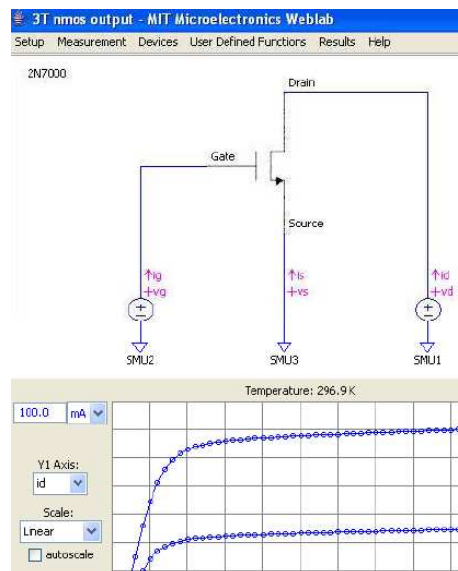 3T nmos output - MIT Microelectronics Weblab
Setup Measurement Devices User Defined Functions Results Help
2N7000
Drain
Gate
Source
↑ig
+vg
↑is
+vs
↑id
+vd
SMU2
SMU3
SMU1
Temperature: 296.9 K
100.0 mA
Y1 Axis:
id
Scale:
Linear
autoscale